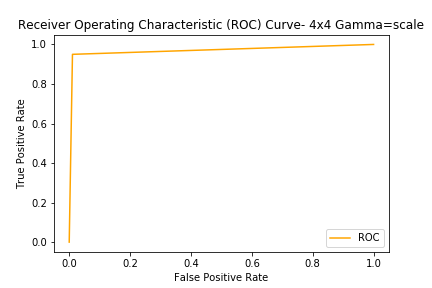 Receiver Operating Characteristic (ROC) Curve- 4x4 Gamma=scale
1.0
0.8
0.6
0.4
0.2
0.0
True Positive Rate
0.0 0.2 0.4 0.6 0.8 1.0
False Positive Rate
ROC